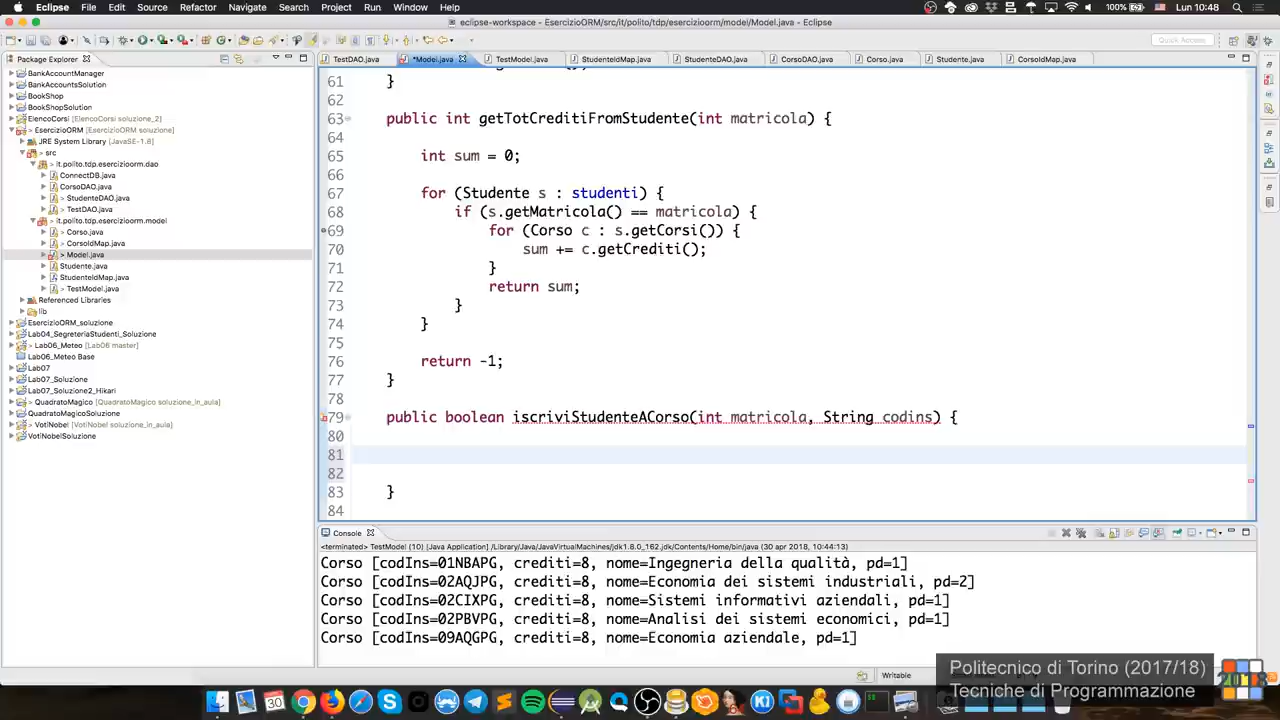 Eclipse File Edit Source Refactor Navigate Search Project Run Window Help 100% Lun 10:48
eclipse-workspace - EsercizioORM/src/it/polito/tdp/esercizioorm/model/Model.java - Eclipse
Quick Access
Package Explorer
BankAccountManager
BankAccountsSolution
BookShop
BookShopSolution
ElencoCorsi [ElencoCorsi soluzione_2]
> EsercizioORM [EsercizioORM soluzione]
JRE System Library [JavaSE-1.8]
> src
> it.polito.tdp.esercizioorm.dao
ConnectDB.java
> CorsoDAO.java
> StudenteDAO.java
> TestDAO.java
> it.polito.tdp.esercizioorm.model
> Corso.java
> CorsoIdMap.java
> Model.java
Studente.java
StudenteIdMap.java
> TestModel.java
Referenced Libraries
lib
EsercizioORM_soluzione
Lab04_SegreteriaStudenti_Soluzione
> Lab06_Meteo [Lab06 master]
Lab06_Meteo Base
Lab07
Lab07_Soluzione
Lab07_Soluzione2_Hikari
> QuadratoMagico [QuadratoMagico soluzione_in_aula]
QuadratoMagicoSoluzione
> VotiNobel [VotiNobel soluzione_in_aula]
VotiNobelSoluzione
TestDAO.java *Model.java TestModel.java StudenteIdMap.java StudenteDAO.java CorsoDAO.java Corso.java Studente.java CorsoIdMap.java
61 }
62
63 public int getTotCreditiFromStudente(int matricola) {
64
65 int sum = 0;
66
67 for (Studente s : studenti) {
68 if (s.getMatricola() == matricola) {
69 for (Corso c : s.getCorsi()) {
70 sum += c.getCrediti();
71 }
72 return sum;
73 }
74 }
75
76 return -1;
77 }
78
79 public boolean iscriviStudenteACorso(int matricola, String codins) {
80
81
82
83 }
84
Console
<terminated> TestModel (10) [Java Application] /Library/Java/JavaVirtualMachines/jdk1.8.0_162.jdk/Contents/Home/bin/java (30 apr 2018, 10:44:13)
Corso [codIns=01NBAPG, crediti=8, nome=Ingegneria della qualità, pd=1]
Corso [codIns=02AQJPG, crediti=8, nome=Economia dei sistemi industriali, pd=2]
Corso [codIns=02CIXPG, crediti=8, nome=Sistemi informativi aziendali, pd=1]
Corso [codIns=02PBVPG, crediti=8, nome=Analisi dei sistemi economici, pd=1]
Corso [codIns=09AQGPG, crediti=8, nome=Economia aziendale, pd=1]
Writable
Politecnico di Torino (2017/18)
Tecniche di Programmazione
2018